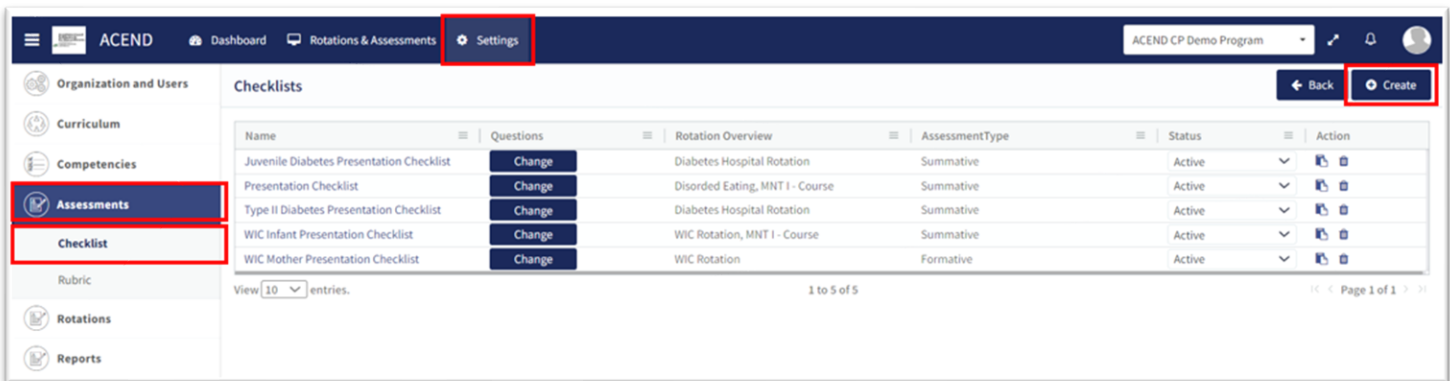 ACEND Dashboard Rotations & Assessments Settings ACEND CP Demo Program
Organization and Users
Curriculum
Competencies
Assessments
Checklist
Rubric
Rotations
Reports
Checklists Back Create
Name Questions Rotation Overview AssessmentType Status Action
Juvenile Diabetes Presentation Checklist Change Diabetes Hospital Rotation Summative Active
Presentation Checklist Change Disorded Eating, MNT I - Course Summative Active
Type II Diabetes Presentation Checklist Change Diabetes Hospital Rotation Summative Active
WIC Infant Presentation Checklist Change WIC Rotation, MNT I - Course Summative Active
WIC Mother Presentation Checklist Change WIC Rotation Formative Active
View 10 entries. 1 to 5 of 5 Page 1 of 1